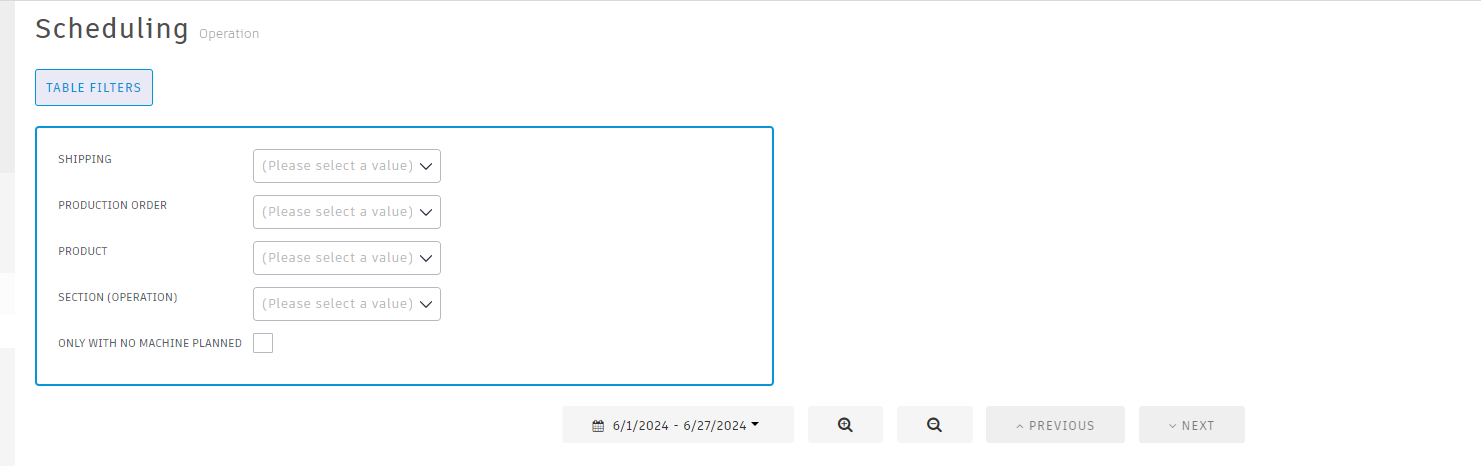 Scheduling Operation
TABLE FILTERS
SHIPPING (Please select a value)
PRODUCTION ORDER (Please select a value)
PRODUCT (Please select a value)
SECTION (OPERATION) (Please select a value)
ONLY WITH NO MACHINE PLANNED
6/1/2024 - 6/27/2024 PREVIOUS NEXT